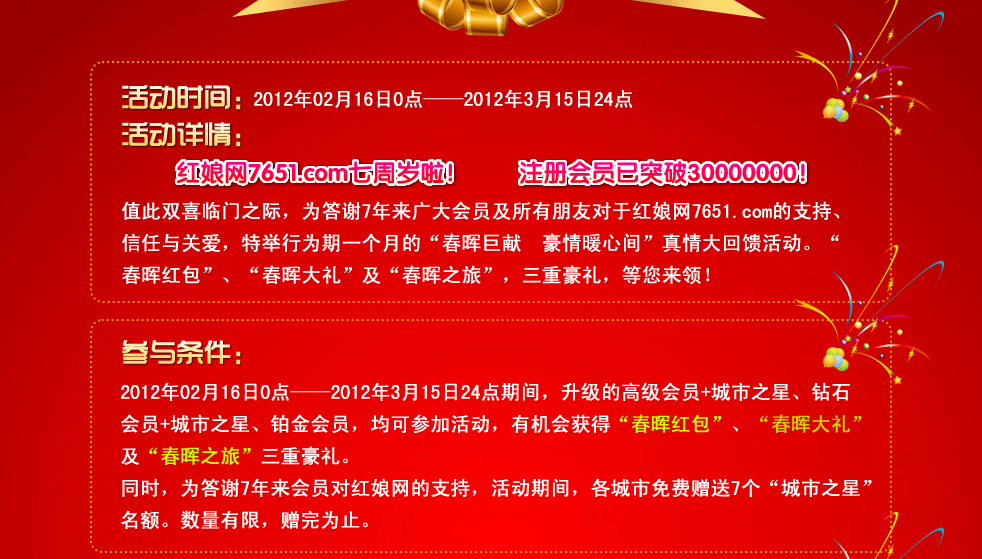 活动时间：2012年02月16日0点——2012年3月15日24点
活动详情：
红娘网7651.com七周岁啦！ 注册会员已突破30000000！
值此双喜临门之际，为答谢7年来广大会员及所有朋友对于红娘网7651.com的支持、
信任与关爱，特举行为期一个月的“春晖巨献　豪情暖心间”真情大回馈活动。“
春晖红包”、“春晖大礼”及“春晖之旅”，三重豪礼，等您来领！
参与条件：
2012年02月16日0点——2012年3月15日24点期间，升级的高级会员+城市之星、钻石
会员+城市之星、铂金会员，均可参加活动，有机会获得“春晖红包”、“春晖大礼”
及“春晖之旅”三重豪礼。
同时，为答谢7年来会员对红娘网的支持，活动期间，各城市免费赠送7个“城市之星”
名额。数量有限，赠完为止。